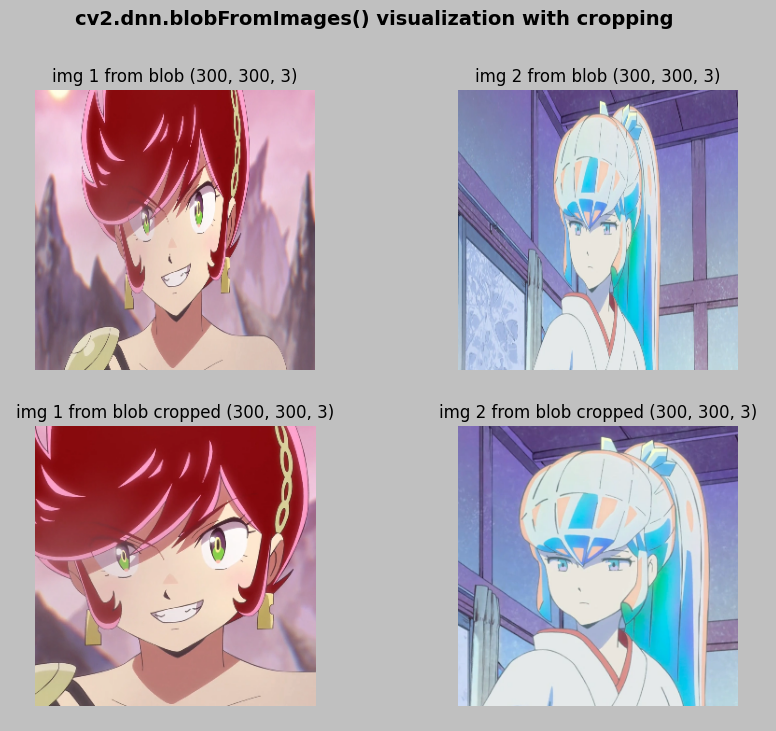 cv2.dnn.blobFromImages() visualization with cropping
img 1 from blob (300, 300, 3)
img 2 from blob (300, 300, 3)
img 1 from blob cropped (300, 300, 3)
img 2 from blob cropped (300, 300, 3)